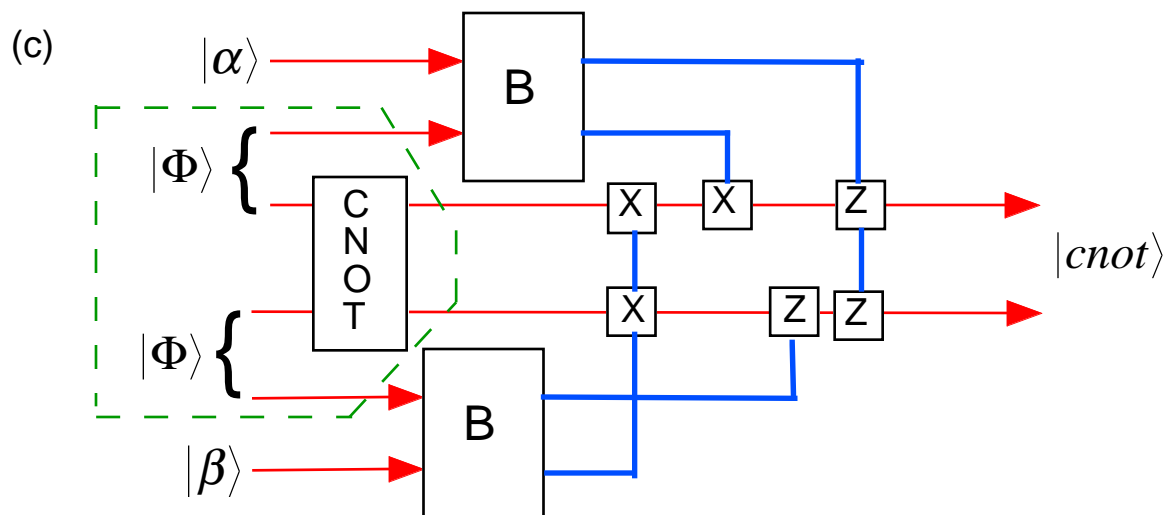 (c)
|α⟩
B
|Φ⟩ {
C
N
O
T
X X Z
|cnot⟩
X Z Z
|Φ⟩ {
B
|β⟩